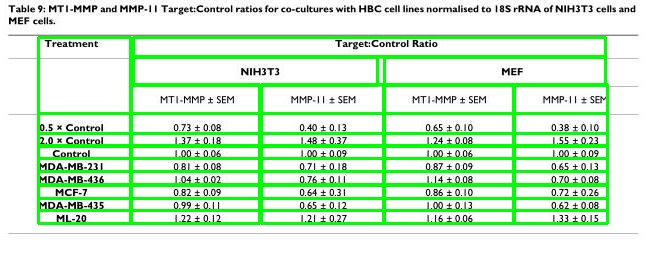 Table 9: MT1-MMP and MMP-11 Target:Control ratios for co-cultures with HBC cell lines normalised to 18S rRNA of NIH3T3 cells and
MEF cells.
Treatment Target:Control Ratio
NIH3T3 MEF
MT1-MMP ± SEM MMP-11 ± SEM MT1-MMP ± SEM MMP-11 ± SEM
0.5 × Control 0.73 ± 0.08 0.40 ± 0.13 0.65 ± 0.10 0.38 ± 0.10
2.0 × Control 1.37 ± 0.18 1.48 ± 0.37 1.24 ± 0.08 1.55 ± 0.23
Control 1.00 ± 0.06 1.00 ± 0.09 1.00 ± 0.06 1.00 ± 0.09
MDA-MB-231 0.81 ± 0.08 0.71 ± 0.18 0.87 ± 0.09 0.65 ± 0.13
MDA-MB-436 1.04 ± 0.02 0.76 ± 0.11 1.14 ± 0.08 0.70 ± 0.08
MCF-7 0.82 ± 0.09 0.64 ± 0.31 0.86 ± 0.10 0.72 ± 0.26
MDA-MB-435 0.99 ± 0.11 0.65 ± 0.12 1.00 ± 0.13 0.62 ± 0.08
ML-20 1.22 ± 0.12 1.21 ± 0.27 1.16 ± 0.06 1.33 ± 0.15